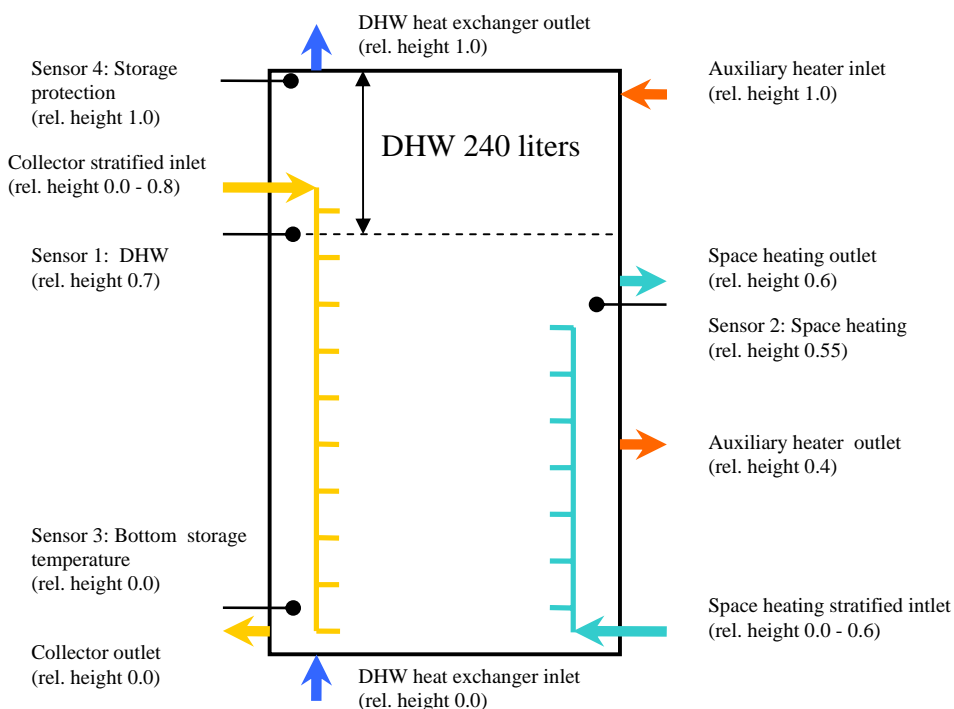 DHW heat exchanger outlet
(rel. height 1.0)
Sensor 4: Storage
protection
(rel. height 1.0)
Auxiliary heater inlet
(rel. height 1.0)
DHW 240 liters
Collector stratified inlet
(rel. height 0.0 - 0.8)
Sensor 1: DHW
(rel. height 0.7)
Space heating outlet
(rel. height 0.6)
Sensor 2: Space heating
(rel. height 0.55)
Auxiliary heater outlet
(rel. height 0.4)
Sensor 3: Bottom storage
temperature
(rel. height 0.0)
Space heating stratified intlet
(rel. height 0.0 - 0.6)
Collector outlet
(rel. height 0.0)
DHW heat exchanger inlet
(rel. height 0.0)